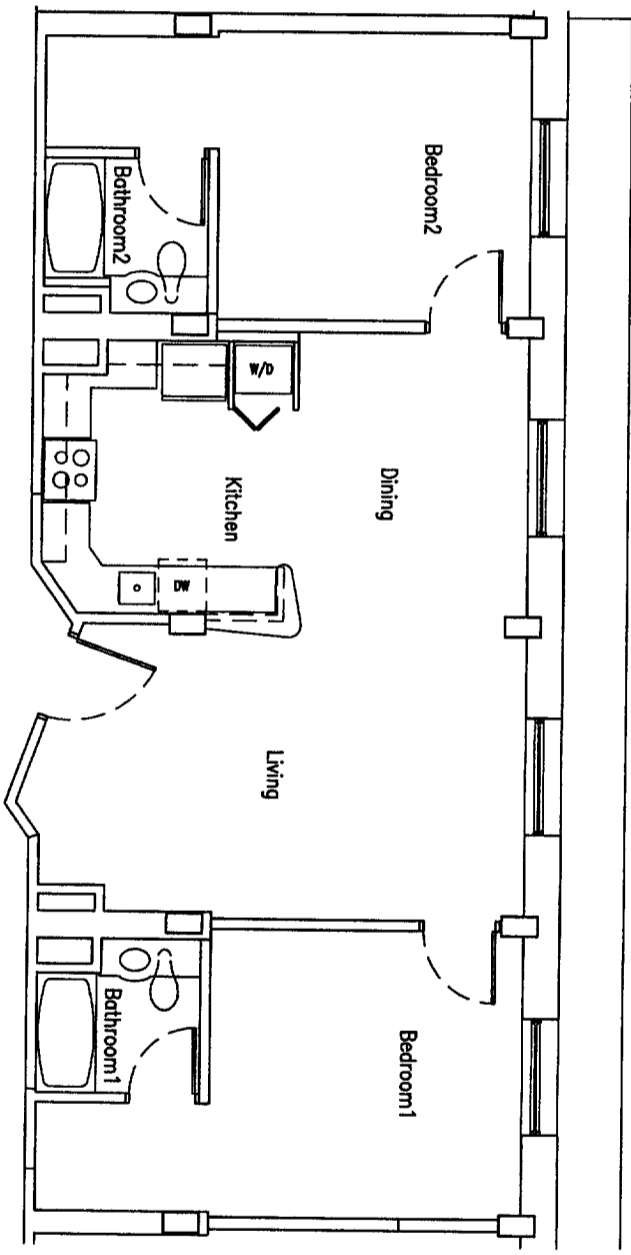 Bedroom2
Bathroom2
W/D
Dining
Kitchen
DW
Living
Bedroom1
Bathroom1